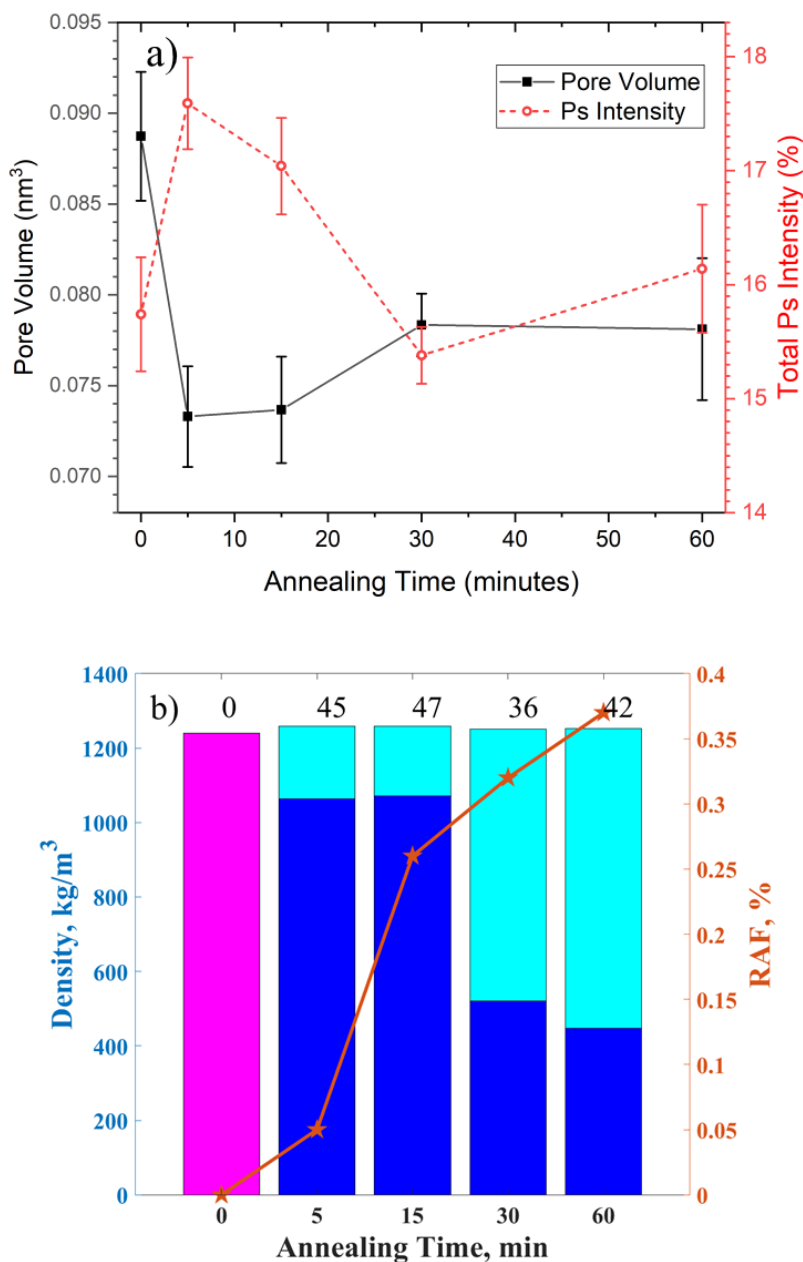 a)
Pore Volume
Ps Intensity
0.095
0.090
0.085
0.080
0.075
0.070
Pore Volume (nm³)
18
17
16
15
14
Total Ps Intensity (%)
0 10 20 30 40 50 60
Annealing Time (minutes)
b)
0 45 47 36 42
1400
1200
1000
800
600
400
200
0
Density, kg/m³
0.4
0.35
0.3
0.25
0.2
0.15
0.1
0.05
0
RAF, %
0 5 15 30 60
Annealing Time, min